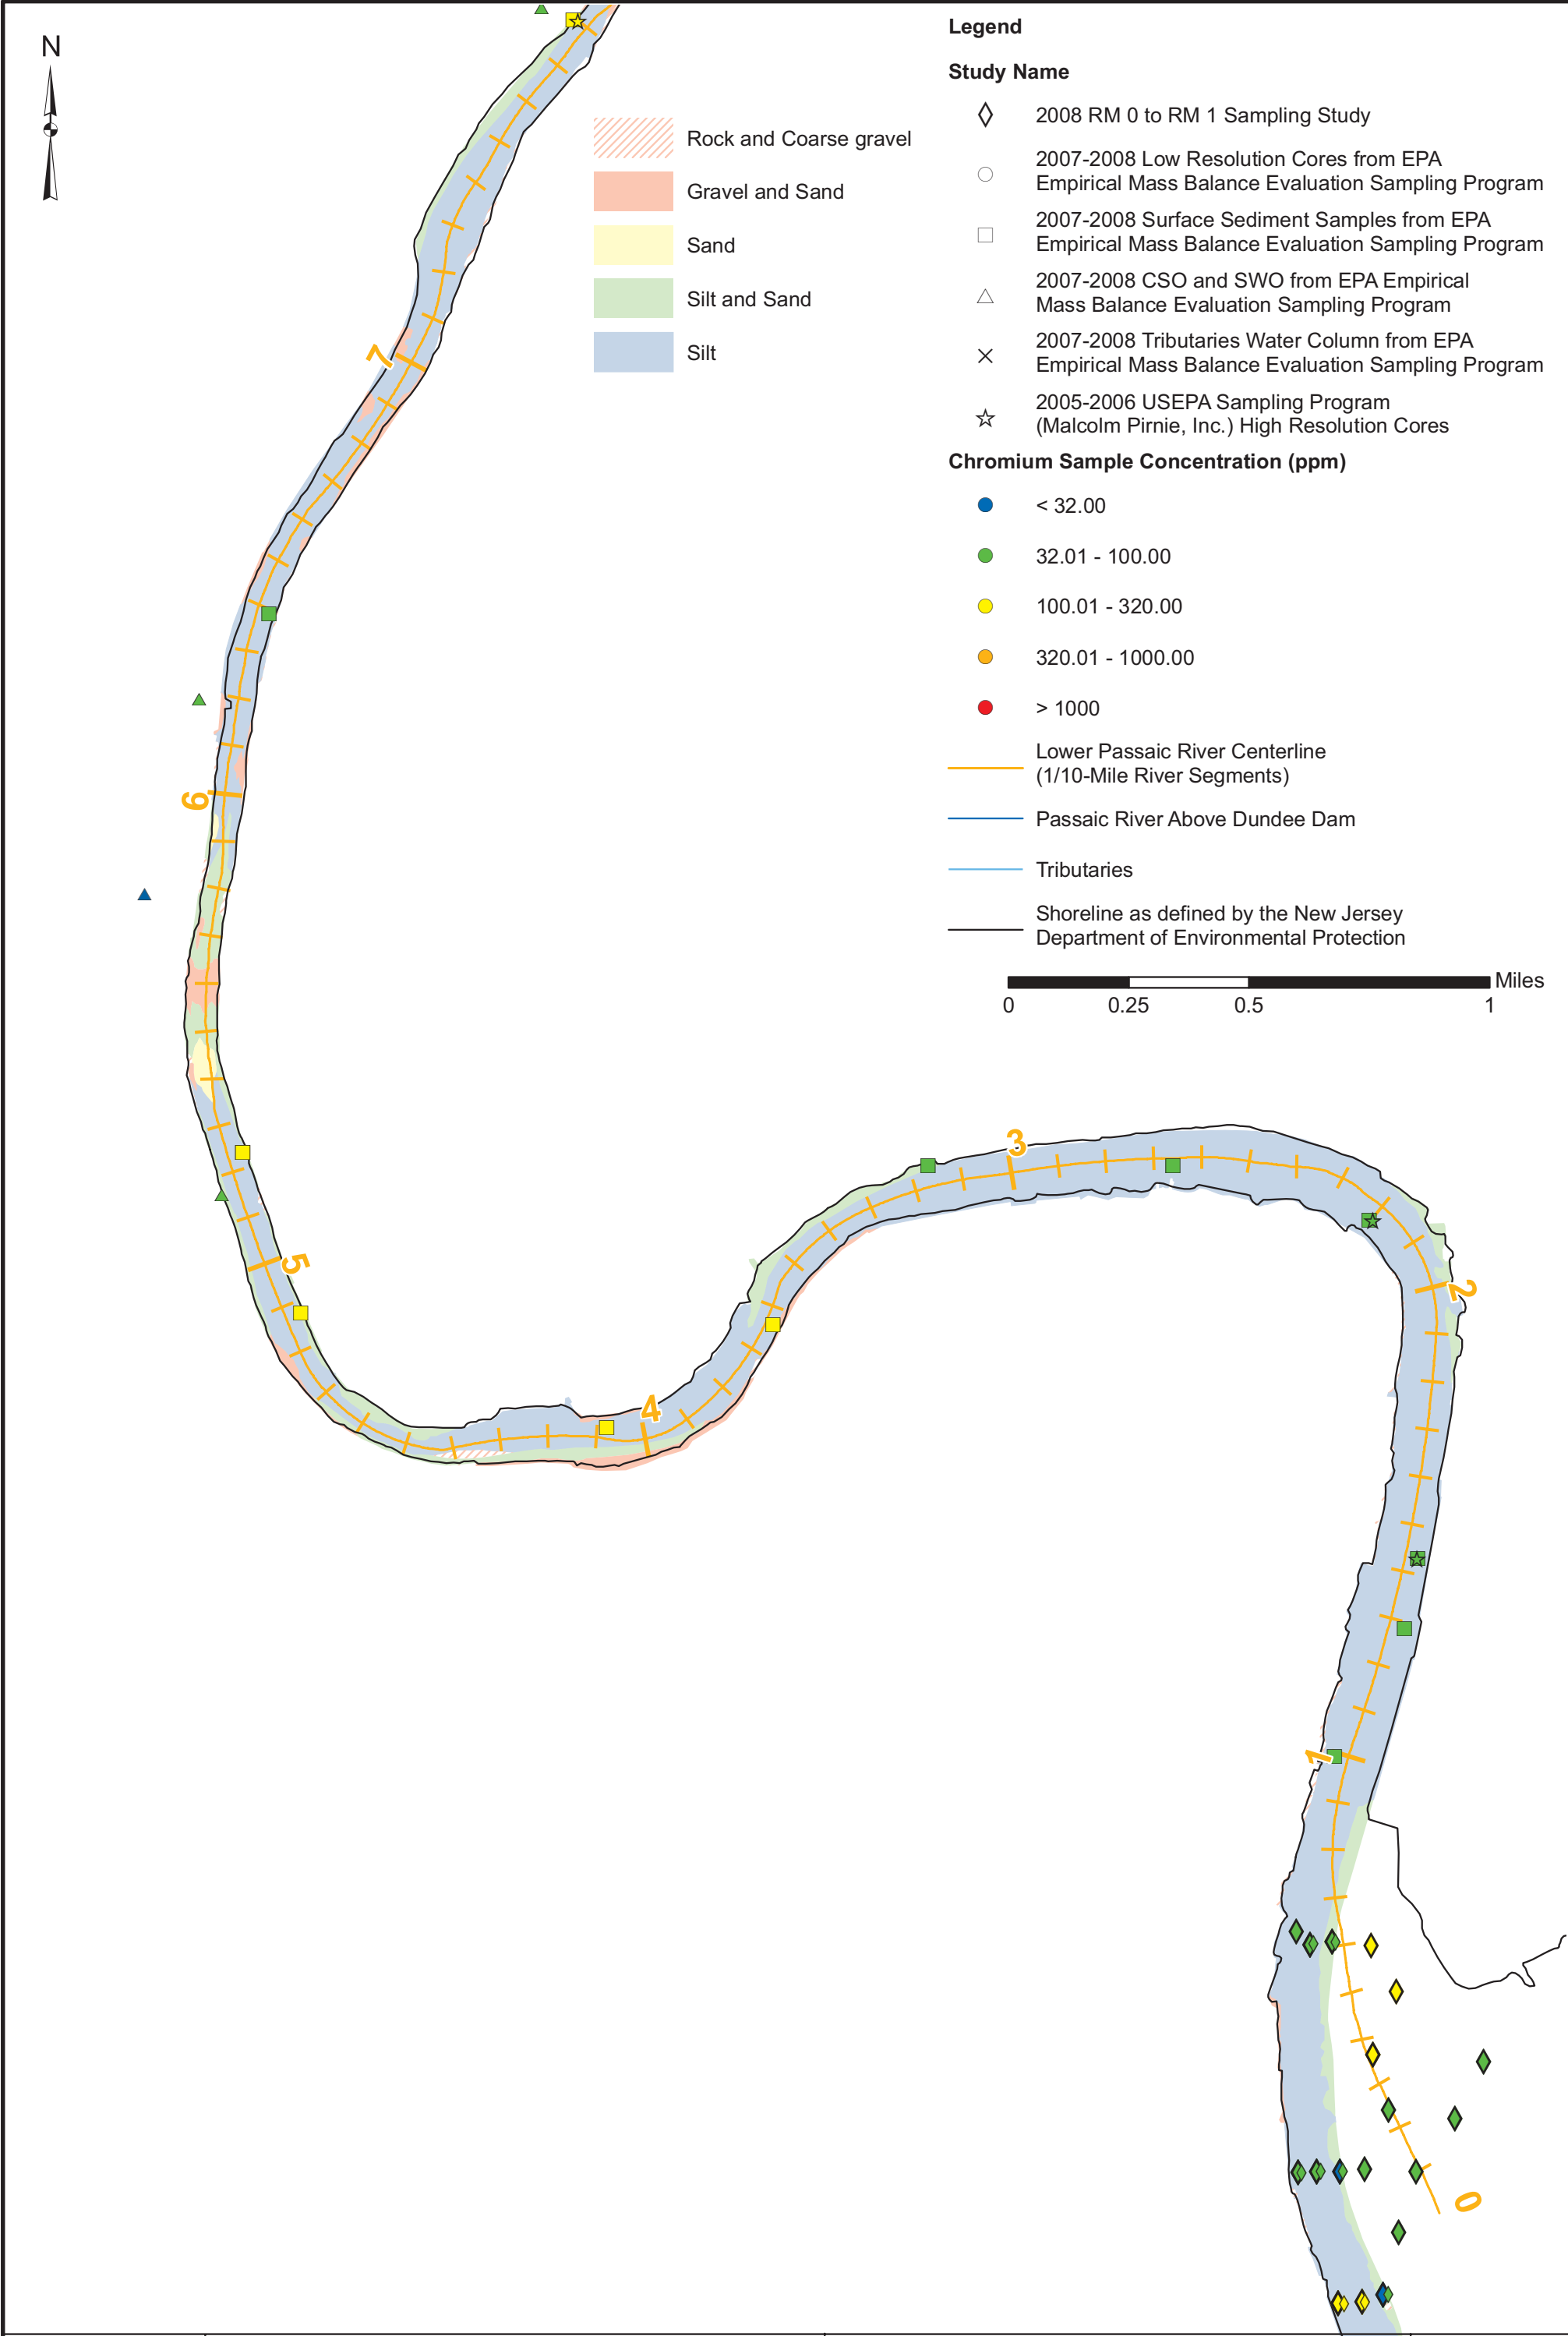 N
Rock and Coarse gravel
Gravel and Sand
Sand
Silt and Sand
Silt
Legend
Study Name
2008 RM 0 to RM 1 Sampling Study
2007-2008 Low Resolution Cores from EPA
Empirical Mass Balance Evaluation Sampling Program
2007-2008 Surface Sediment Samples from EPA
Empirical Mass Balance Evaluation Sampling Program
2007-2008 CSO and SWO from EPA Empirical
Mass Balance Evaluation Sampling Program
2007-2008 Tributaries Water Column from EPA
Empirical Mass Balance Evaluation Sampling Program
2005-2006 USEPA Sampling Program
(Malcolm Pirnie, Inc.) High Resolution Cores
Chromium Sample Concentration (ppm)
< 32.00
32.01 - 100.00
100.01 - 320.00
320.01 - 1000.00
> 1000
Lower Passaic River Centerline
(1/10-Mile River Segments)
Passaic River Above Dundee Dam
Tributaries
Shoreline as defined by the New Jersey
Department of Environmental Protection
Miles
0 0.25 0.5 1
7
6
5
4
3
2
1
0